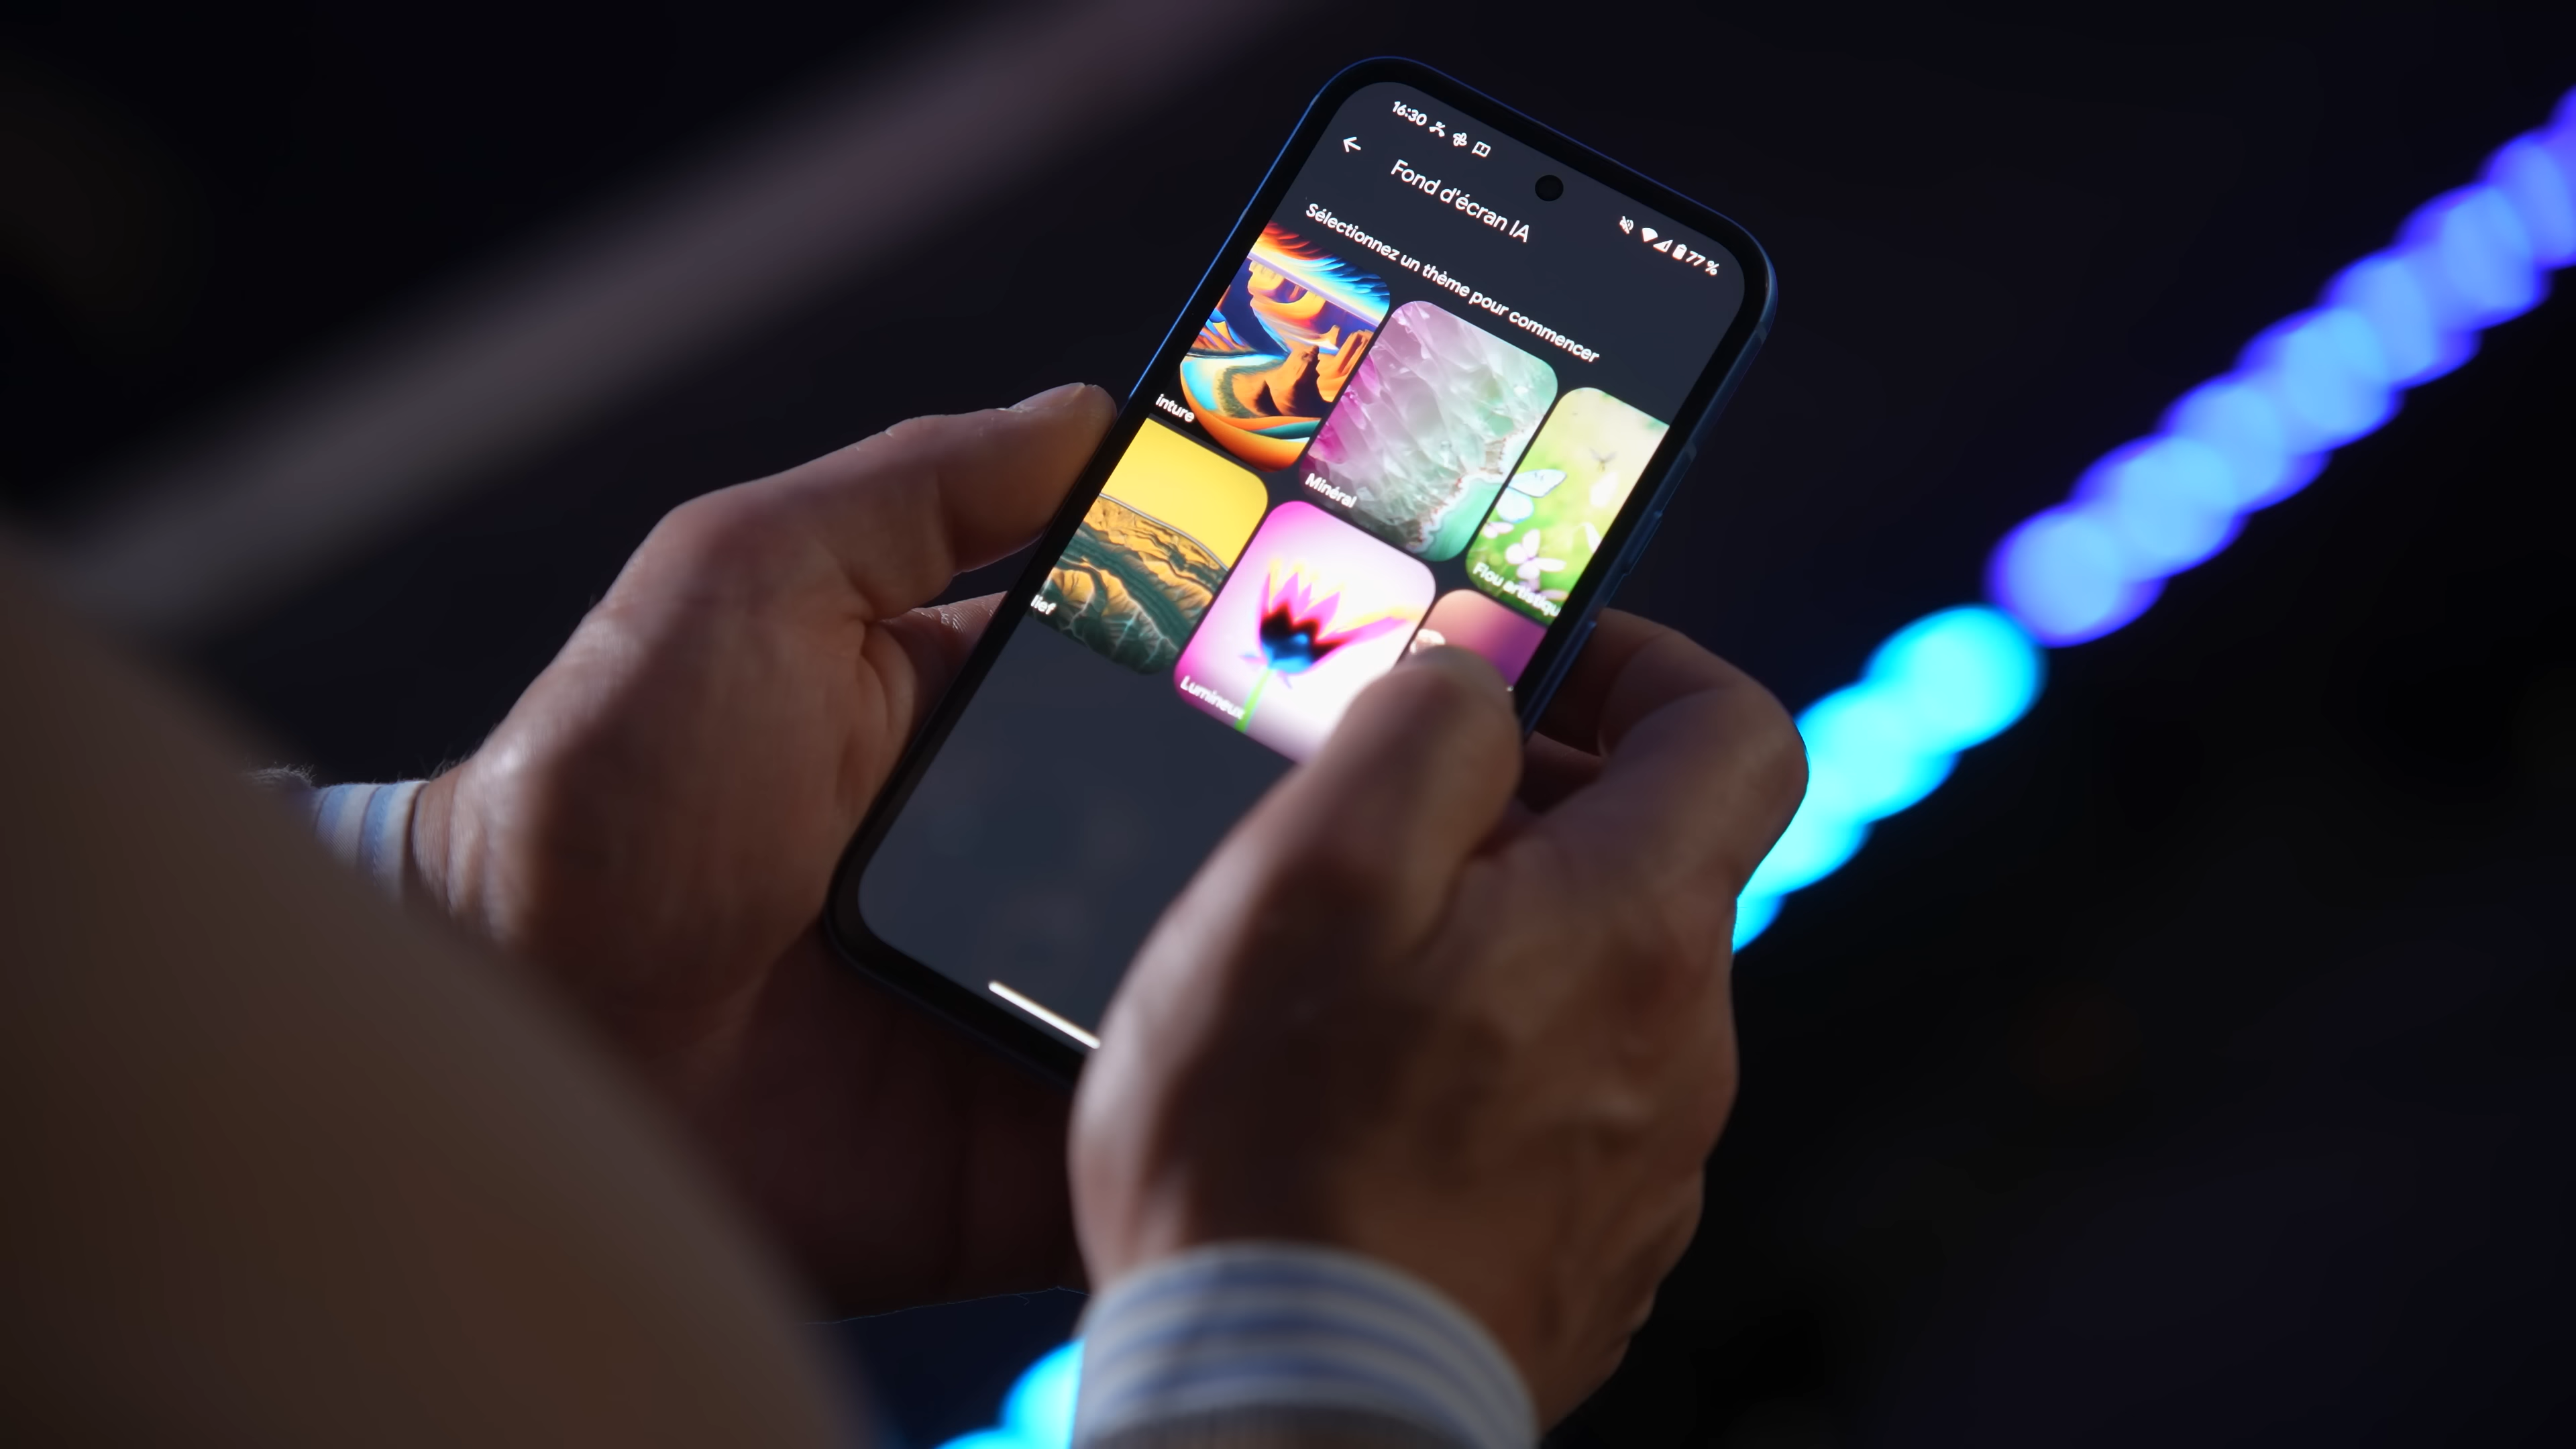 16:30
77 %
Fond d'écran IA
Sélectionnez un thème pour commencer
inture
Minéral
Flou artistiqu
lief
Lumineux